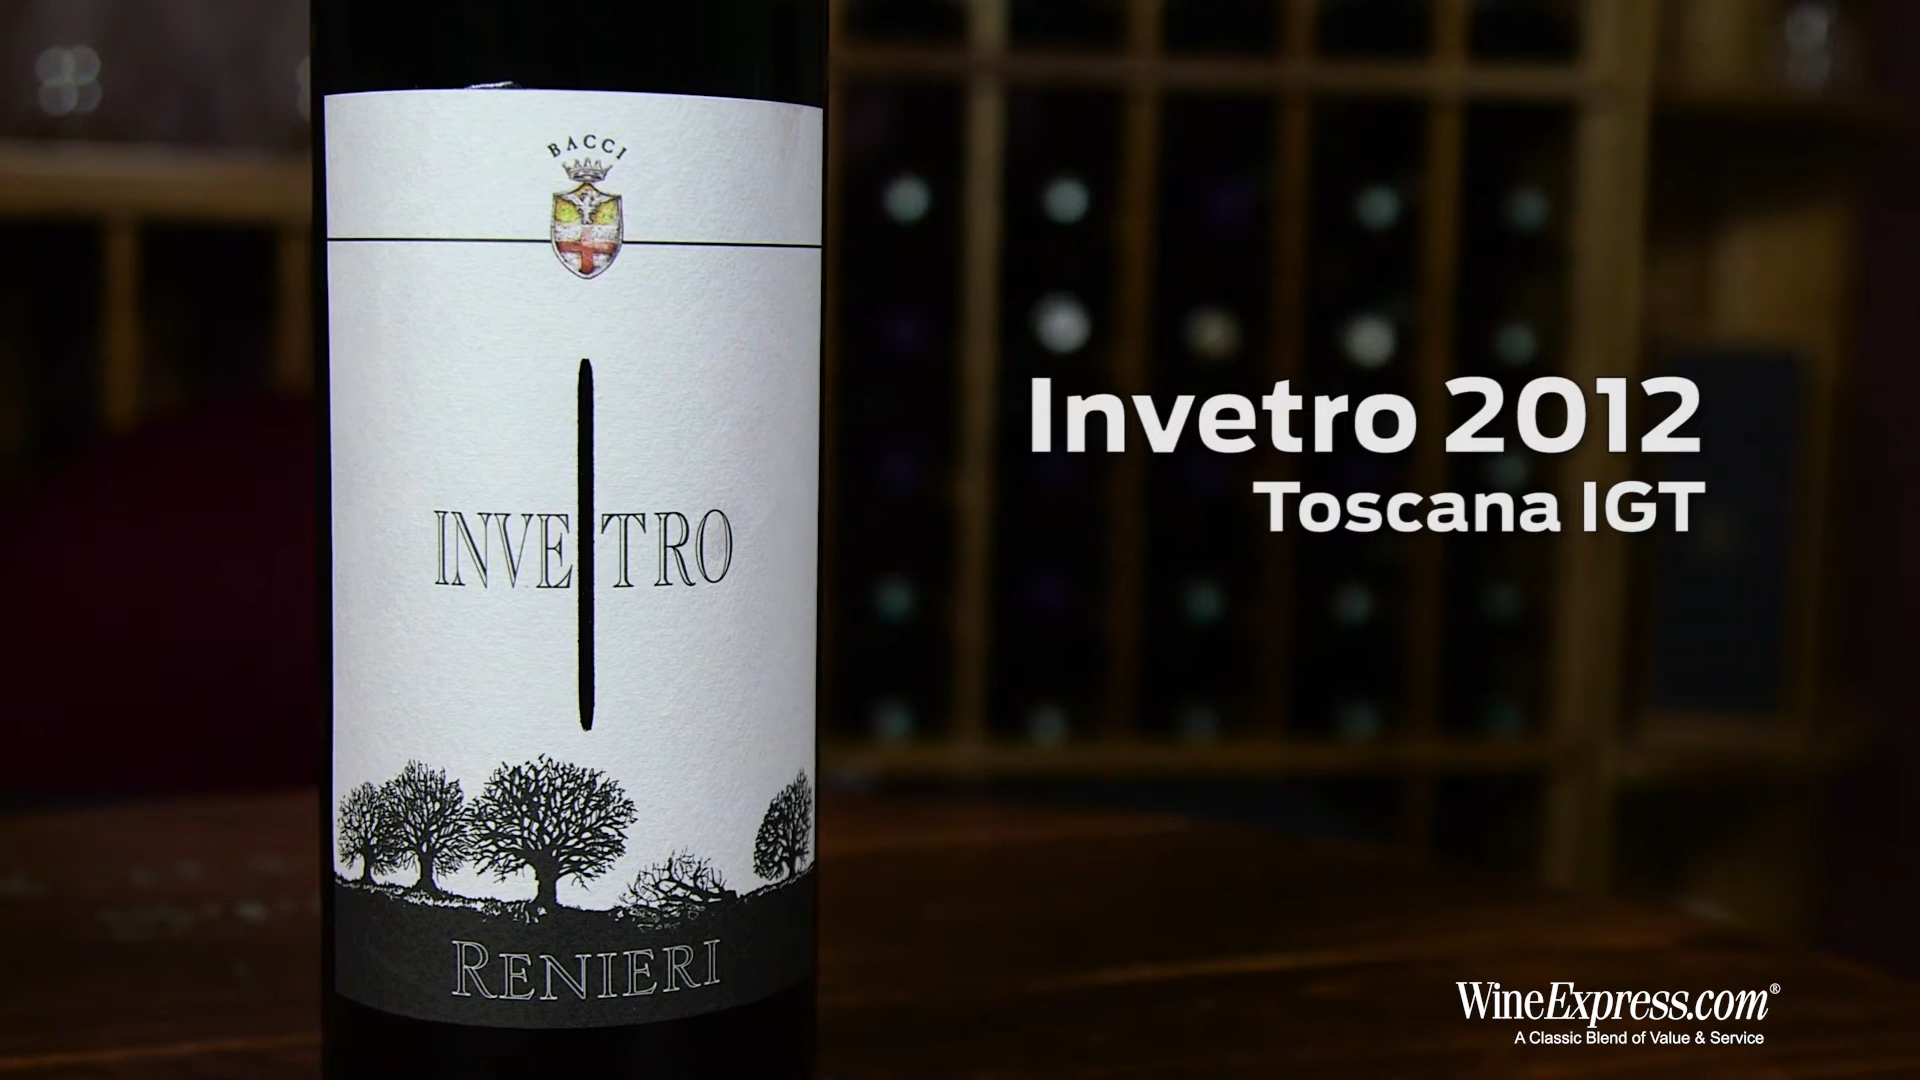 BACCI
INVETRO
RENIERI
Invetro 2012
Toscana IGT
WineExpress.com®
A Classic Blend of Value & Service